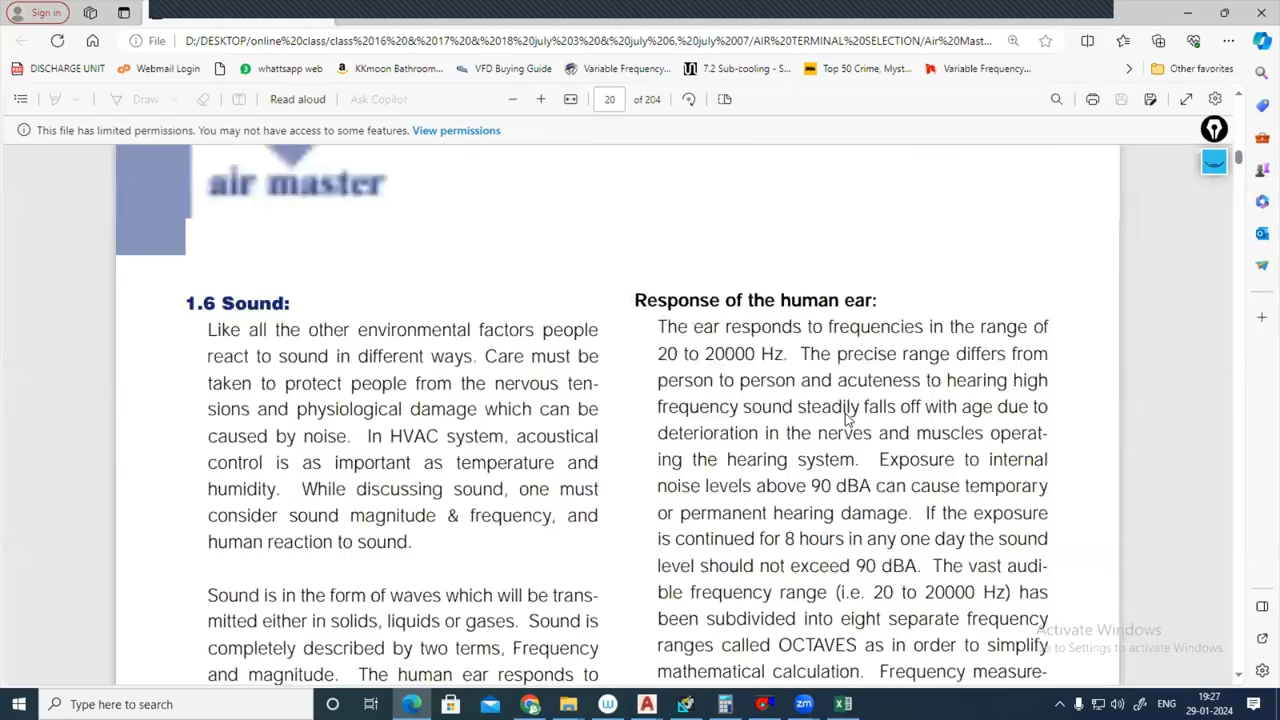 Sign in
File
D:/DESKTOP/online%20class/class%2016%20&%2017%20&%2018%20july%203%20&%20july%206.%20july%2007/AIR%20TERMINAL%20SELECTION/Air%20Mast...
DISCHARGE UNIT
Webmail Login
whattsapp web
KKmoon Bathroom...
VFD Buying Guide
Variable Frequency...
7.2 Sub-cooling - S...
Top 50 Crime, Myst...
Variable Frequency...
Other favorites
Draw
Read aloud
Ask Copilot
20
of 204
This file has limited permissions. You may not have access to some features. View permissions
air master
1.6 Sound:
Like all the other environmental factors people
react to sound in different ways. Care must be
taken to protect people from the nervous ten-
sions and physiological damage which can be
caused by noise. In HVAC system, acoustical
control is as important as temperature and
humidity. While discussing sound, one must
consider sound magnitude & frequency, and
human reaction to sound.
Sound is in the form of waves which will be trans-
mitted either in solids, liquids or gases. Sound is
completely described by two terms, Frequency
and magnitude. The human ear responds to
Response of the human ear:
The ear responds to frequencies in the range of
20 to 20000 Hz. The precise range differs from
person to person and acuteness to hearing high
frequency sound steadily falls off with age due to
deterioration in the nerves and muscles operat-
ing the hearing system. Exposure to internal
noise levels above 90 dBA can cause temporary
or permanent hearing damage. If the exposure
is continued for 8 hours in any one day the sound
level should not exceed 90 dBA. The vast audi-
ble frequency range (i.e. 20 to 20000 Hz) has
been subdivided into eight separate frequency
ranges called OCTAVES as in order to simplify
mathematical calculation. Frequency measure-
Activate Windows
Go to Settings to activate Windows.
Type here to search
ENG
19:27
29-01-2024